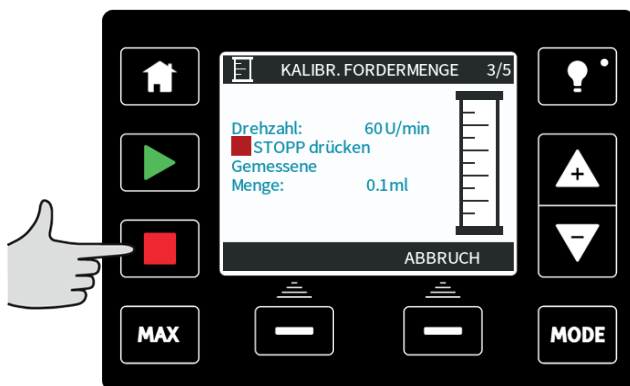 KALIBR. FORDERMENGE 3/5
Drehzahl: 60 U/min
STOPP drücken
Gemessene
Menge: 0.1 ml
ABBRUCH
+
−
MAX
MODE